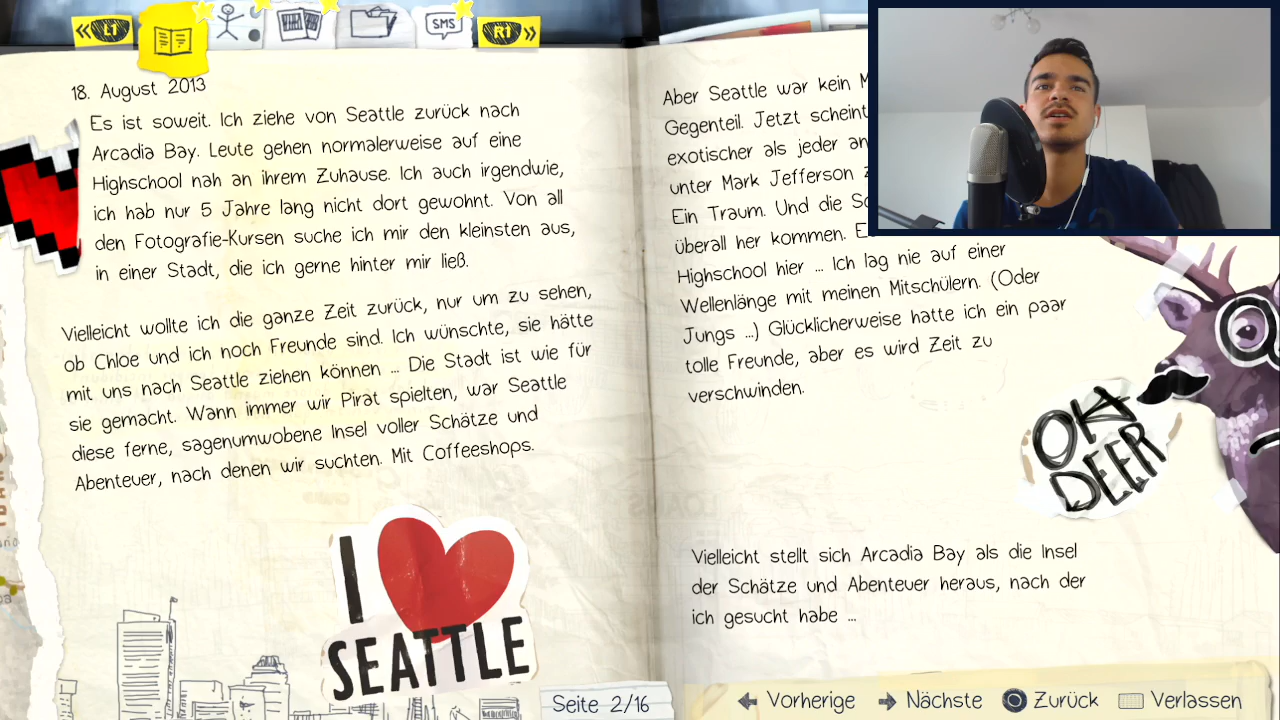 L1
SMS
R1
18. August 2013
Es ist soweit. Ich ziehe von Seattle zurück nach
Arcadia Bay. Leute gehen normalerweise auf eine
Highschool nah an ihrem Zuhause. Ich auch irgendwie,
ich hab nur 5 Jahre lang nicht dort gewohnt. Von all
den Fotografie-Kursen suche ich mir den kleinsten aus,
in einer Stadt, die ich gerne hinter mir ließ.
Vielleicht wollte ich die ganze Zeit zurück, nur um zu sehen,
ob Chloe und ich noch Freunde sind. Ich wünschte, sie hätte
mit uns nach Seattle ziehen können ... Die Stadt ist wie für
sie gemacht. Wann immer wir Pirat spielten, war Seattle
diese ferne, sagenumwobene Insel voller Schätze und
Abenteuer, nach denen wir suchten. Mit Coffeeshops.
I
SEATTLE
Seite 2/16
Aber Seattle war kein
Gegenteil. Jetzt scheint
exotischer als jeder
unter Mark Jefferson
Ein Traum. Und die
überall her kommen.
Highschool hier ... Ich lag nie auf einer
Wellenlänge mit meinen Mitschülern. (Oder
Jungs ...) Glücklicherweise hatte ich ein paar
tolle Freunde, aber es wird Zeit zu
verschwinden.
OH
DEER
Vielleicht stellt sich Arcadia Bay als die Insel
der Schätze und Abenteuer heraus, nach der
ich gesucht habe ...
Vorherige Nächste Zurück Verlassen